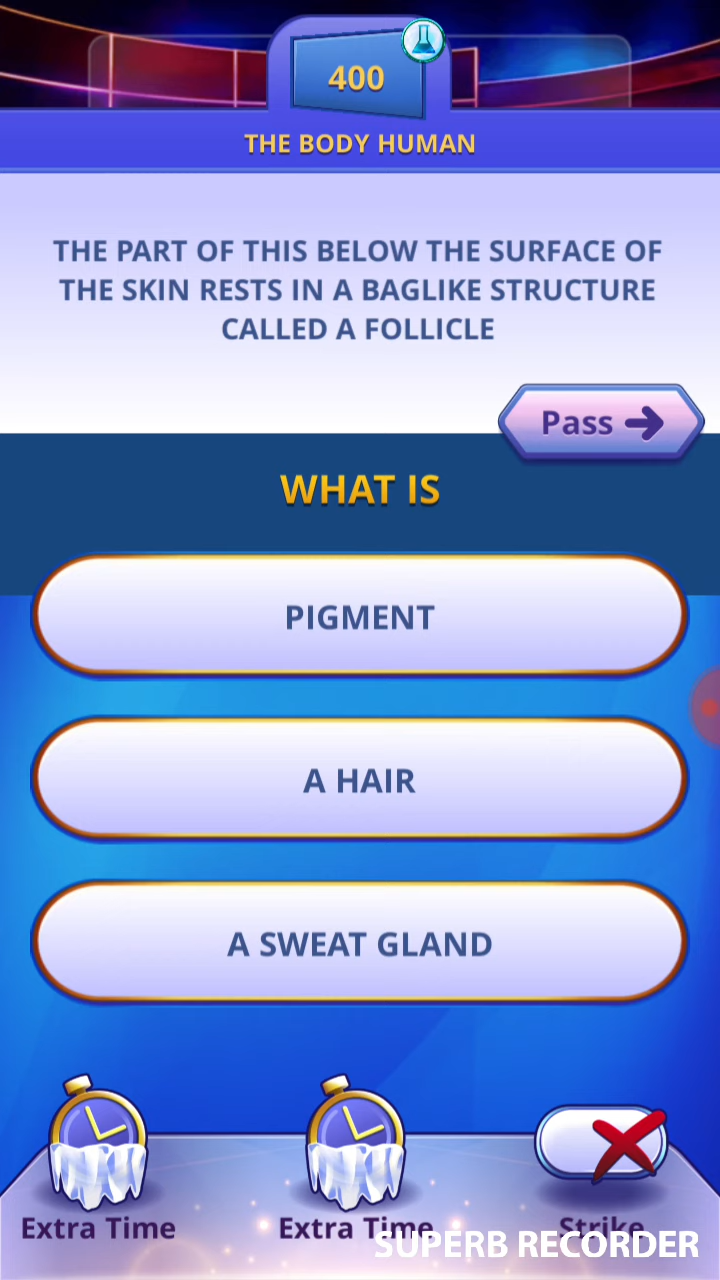 400
THE BODY HUMAN
THE PART OF THIS BELOW THE SURFACE OF
THE SKIN RESTS IN A BAGLIKE STRUCTURE
CALLED A FOLLICLE
Pass
WHAT IS
PIGMENT
A HAIR
A SWEAT GLAND
Extra Time
Extra Time
Strike
SUPERB RECORDER